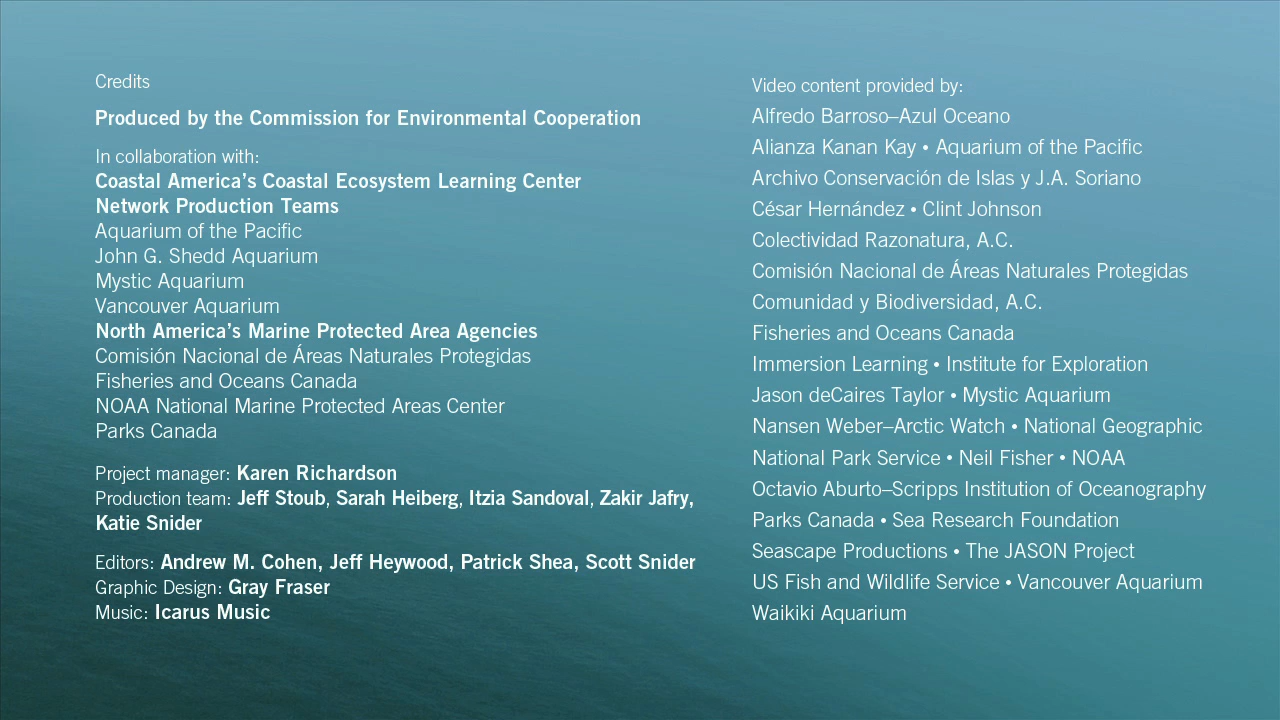 Credits
Produced by the Commission for Environmental Cooperation
In collaboration with:
Coastal America's Coastal Ecosystem Learning Center
Network Production Teams
Aquarium of the Pacific
John G. Shedd Aquarium
Mystic Aquarium
Vancouver Aquarium
North America's Marine Protected Area Agencies
Comisión Nacional de Áreas Naturales Protegidas
Fisheries and Oceans Canada
NOAA National Marine Protected Areas Center
Parks Canada
Project manager: Karen Richardson
Production team: Jeff Stoub, Sarah Heiberg, Itzia Sandoval, Zakir Jafry,
Katie Snider
Editors: Andrew M. Cohen, Jeff Heywood, Patrick Shea, Scott Snider
Graphic Design: Gray Fraser
Music: Icarus Music
Video content provided by:
Alfredo Barroso–Azul Oceano
Alianza Kanan Kay • Aquarium of the Pacific
Archivo Conservación de Islas y J.A. Soriano
César Hernández • Clint Johnson
Colectividad Razonatura, A.C.
Comisión Nacional de Áreas Naturales Protegidas
Comunidad y Biodiversidad, A.C.
Fisheries and Oceans Canada
Immersion Learning • Institute for Exploration
Jason deCaires Taylor • Mystic Aquarium
Nansen Weber–Arctic Watch • National Geographic
National Park Service • Neil Fisher • NOAA
Octavio Aburto–Scripps Institution of Oceanography
Parks Canada • Sea Research Foundation
Seascape Productions • The JASON Project
US Fish and Wildlife Service • Vancouver Aquarium
Waikiki Aquarium